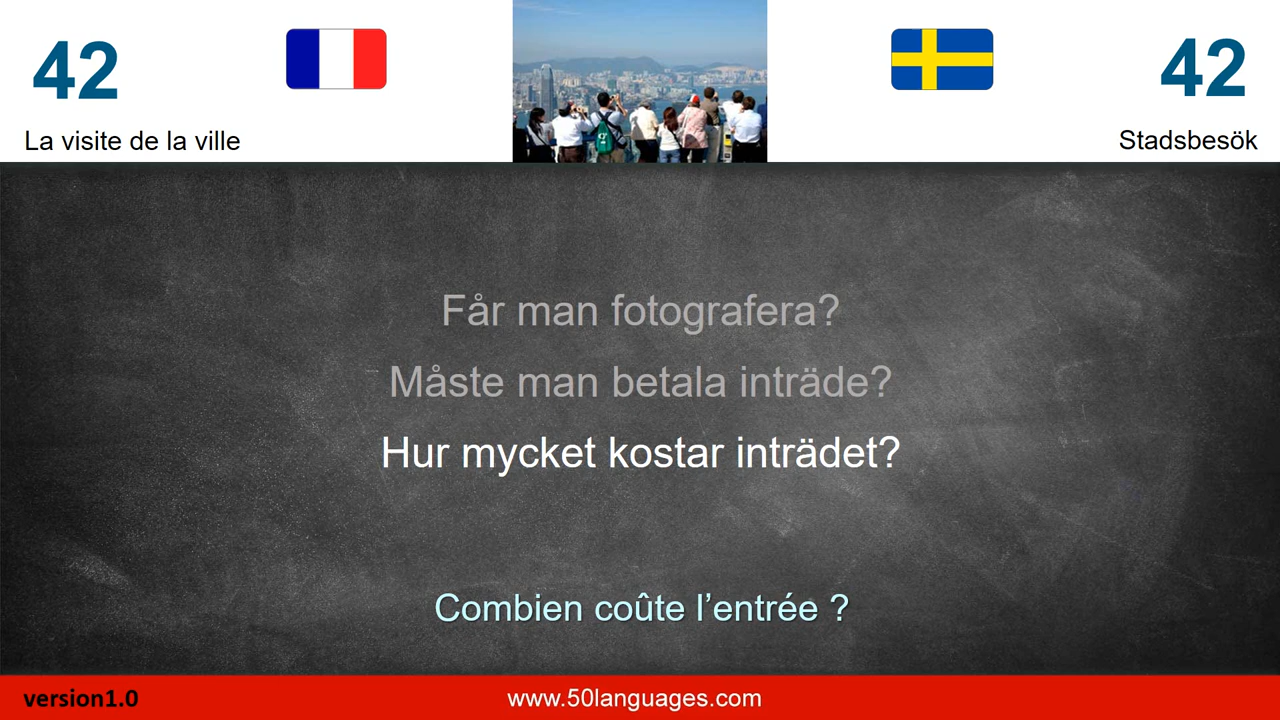 42
42
La visite de la ville
Stadsbesök
Får man fotografera?
Måste man betala inträde?
Hur mycket kostar inträdet?
Combien coûte l’entrée ?
version1.0
www.50languages.com